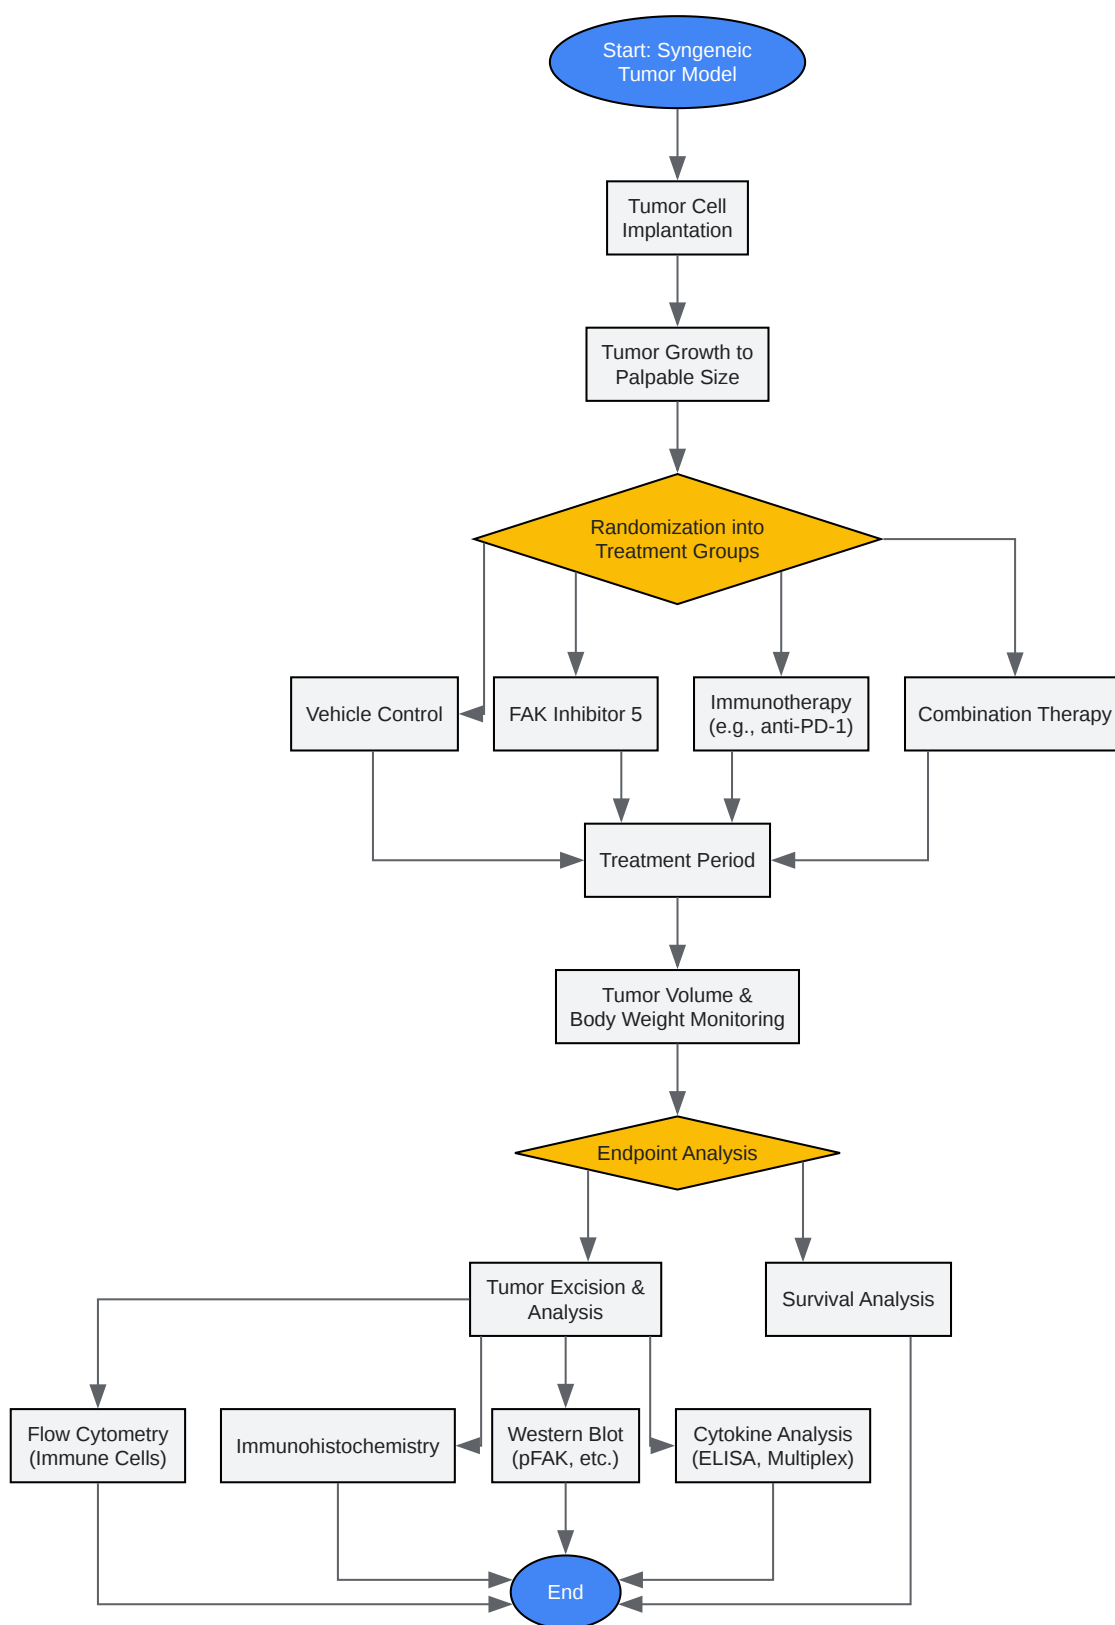 Start: Syngeneic
Tumor Model
Tumor Cell
Implantation
Tumor Growth to
Palpable Size
Randomization into
Treatment Groups
Vehicle Control
FAK Inhibitor 5
Immunotherapy
(e.g., anti-PD-1)
Combination Therapy
Treatment Period
Tumor Volume &
Body Weight Monitoring
Endpoint Analysis
Tumor Excision &
Analysis
Survival Analysis
Flow Cytometry
(Immune Cells)
Immunohistochemistry
Western Blot
(pFAK, etc.)
Cytokine Analysis
(ELISA, Multiplex)
End